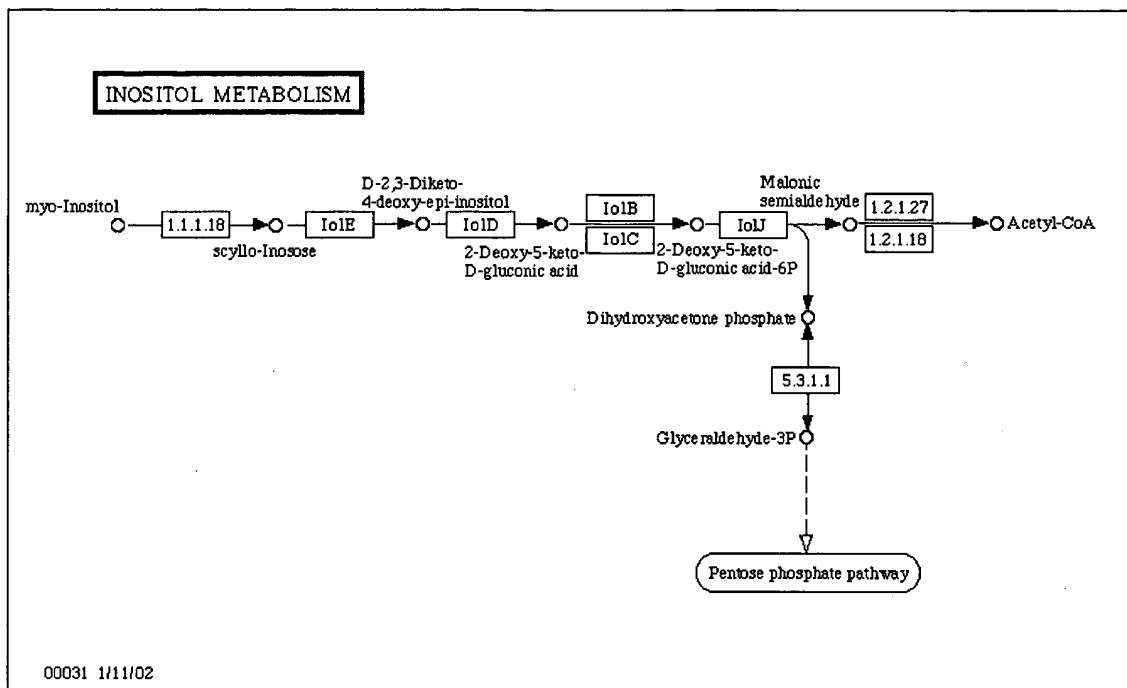 INOSITOL METABOLISM
myo-Inositol
1.1.1.18
scyllo-Inosose
IolE
D-2,3-Diketo-
4-deoxy-epi-inositol
IolD
2-Deoxy-5-keto-
D-gluconic acid
IolB
IolC
2-Deoxy-5-keto-
D-gluconic acid-6P
IolJ
Malonic
semialdehyde
1.2.1.27
1.2.1.18
Acetyl-CoA
Dihydroxyacetone phosphate
5.3.1.1
Glyceraldehyde-3P
Pentose phosphate pathway
00031 1/11/02